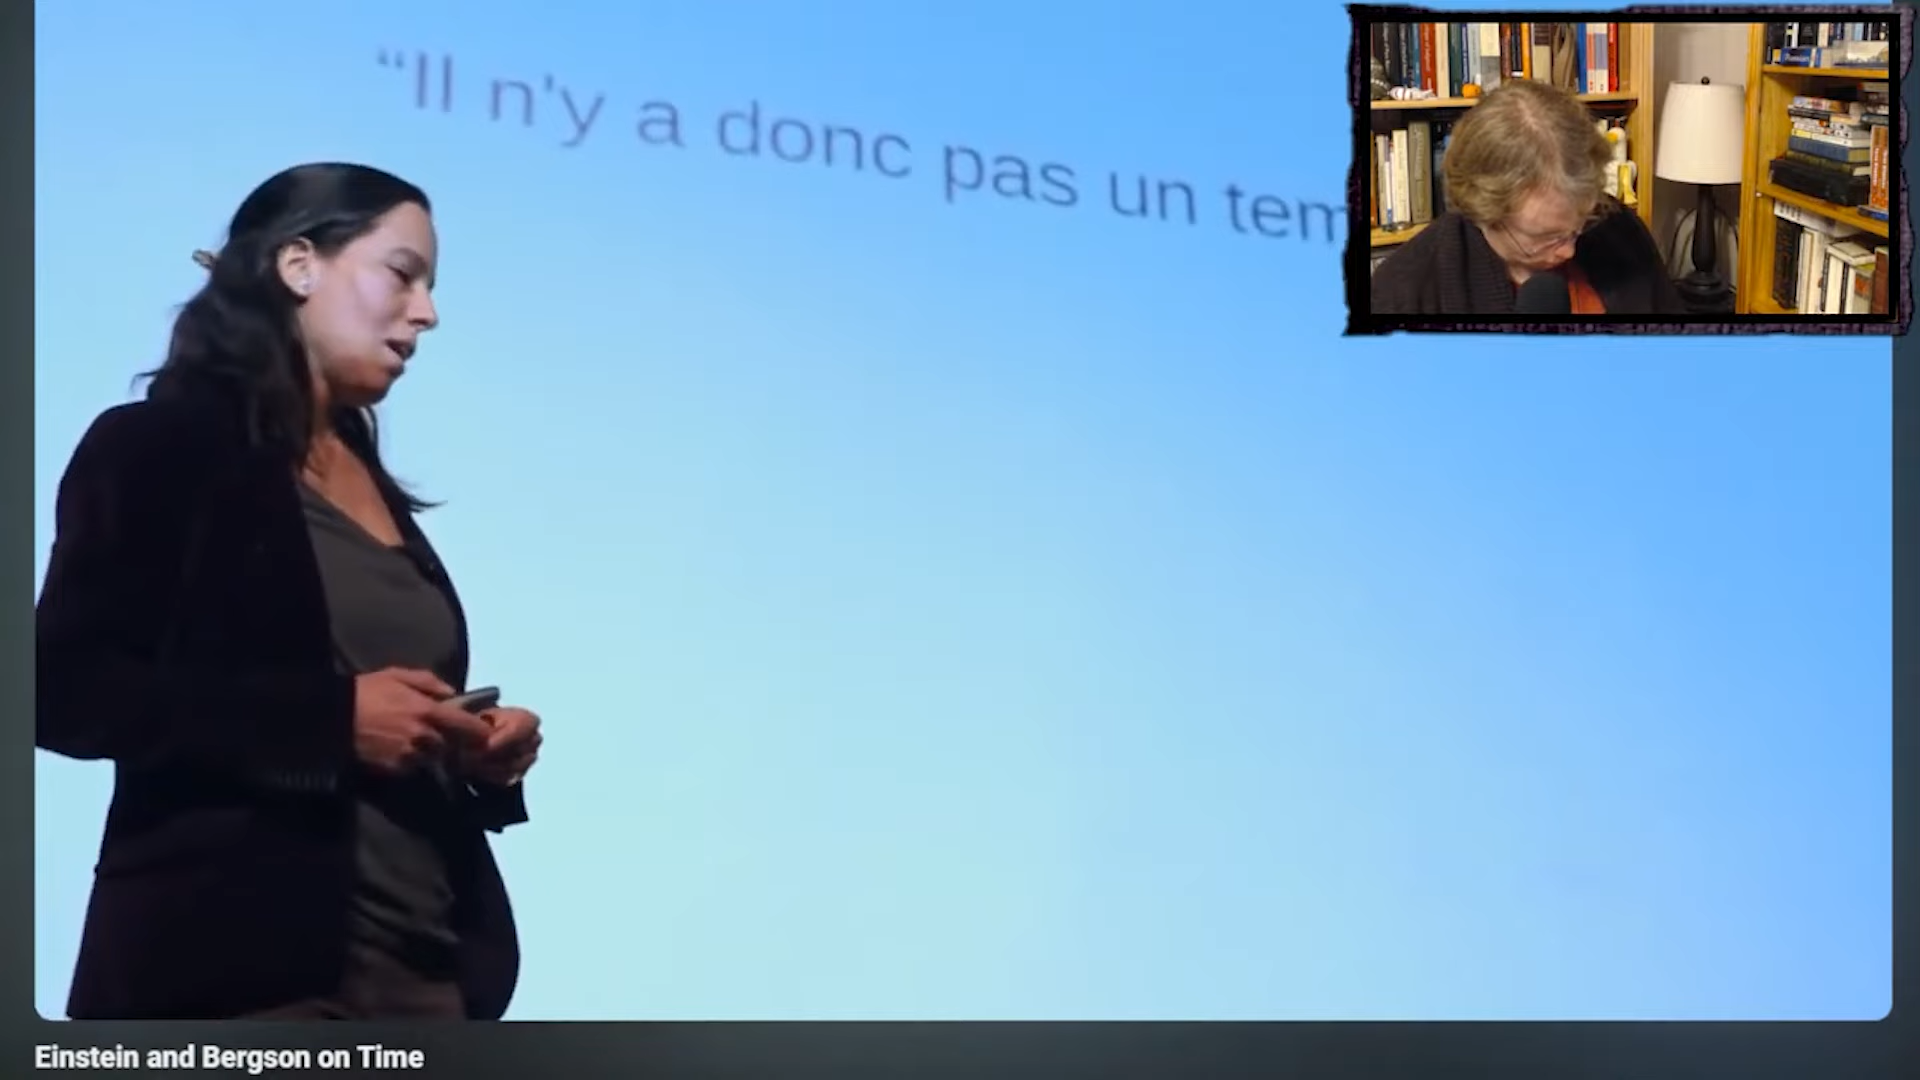 “Il n'y a donc pas un tem
Einstein and Bergson on Time